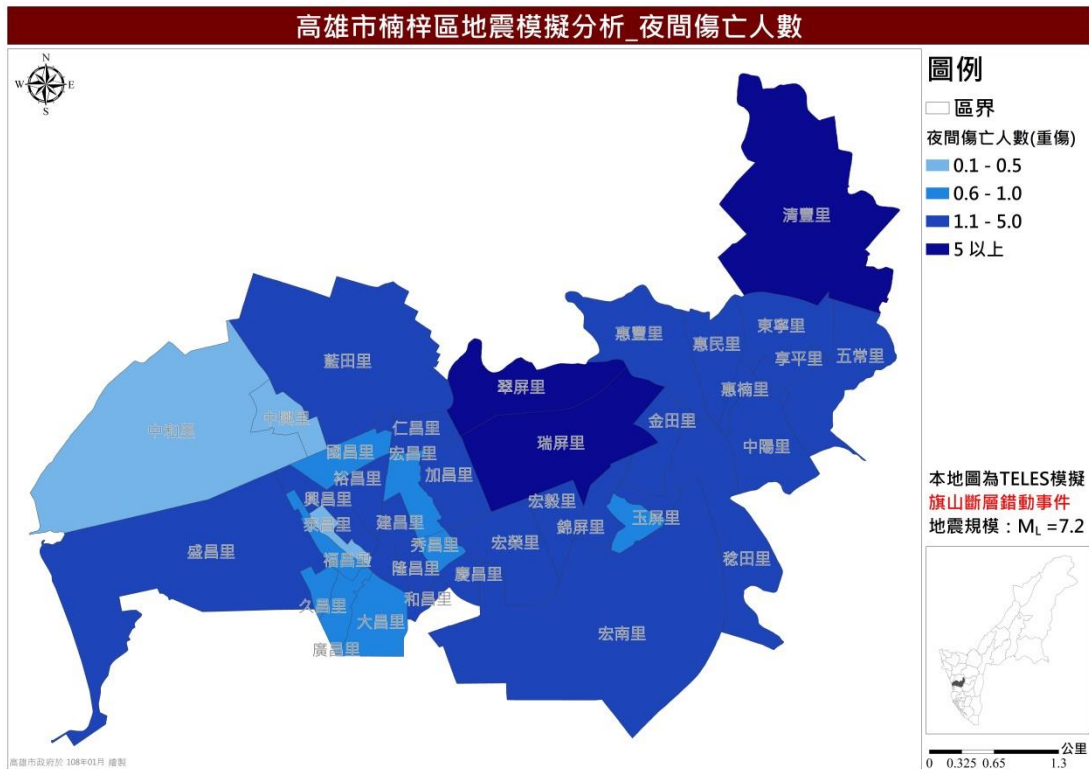 高雄市楠梓區地震模擬分析_夜間傷亡人數
N
W
E
S
圖例
區界
夜間傷亡人數(重傷)
0.1 - 0.5
0.6 - 1.0
1.1 - 5.0
5 以上
清豐里
惠豐里
惠民里
東寧里
享平里
五常里
藍田里
翠屏里
惠楠里
中和里
中興里
仁昌里
金田里
瑞屏里
中陽里
國昌里
宏昌里
裕昌里
加昌里
興昌里
宏毅里
泰昌里
建昌里
玉屏里
錦屏里
盛昌里
秀昌里
宏榮里
福昌里
隆昌里
慶昌里
稔田里
久昌里
和昌里
大昌里
宏南里
廣昌里
本地圖為TELES模擬
旗山斷層錯動事件
地震規模：ML =7.2
公里
0 0.325 0.65 1.3
高雄市政府於 108年01月 繪製